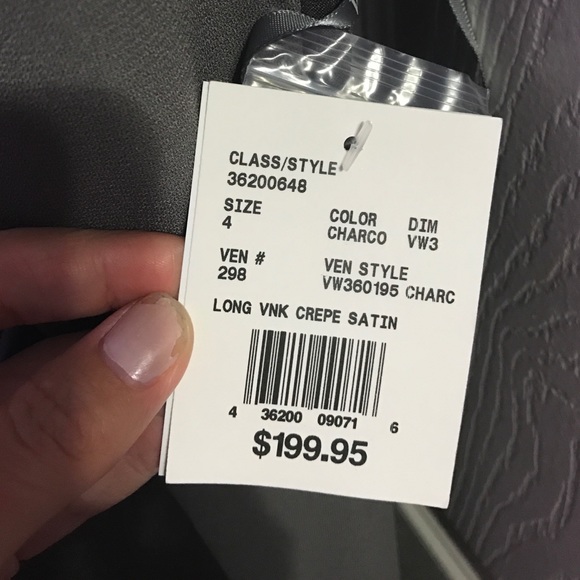 CLASS/STYLE
36200648
SIZE COLOR DIM
4 CHARCO VW3
VEN # VEN STYLE
298 VW360195 CHARC
LONG VNK CREPE SATIN
4 36200 09071 6
$199.95